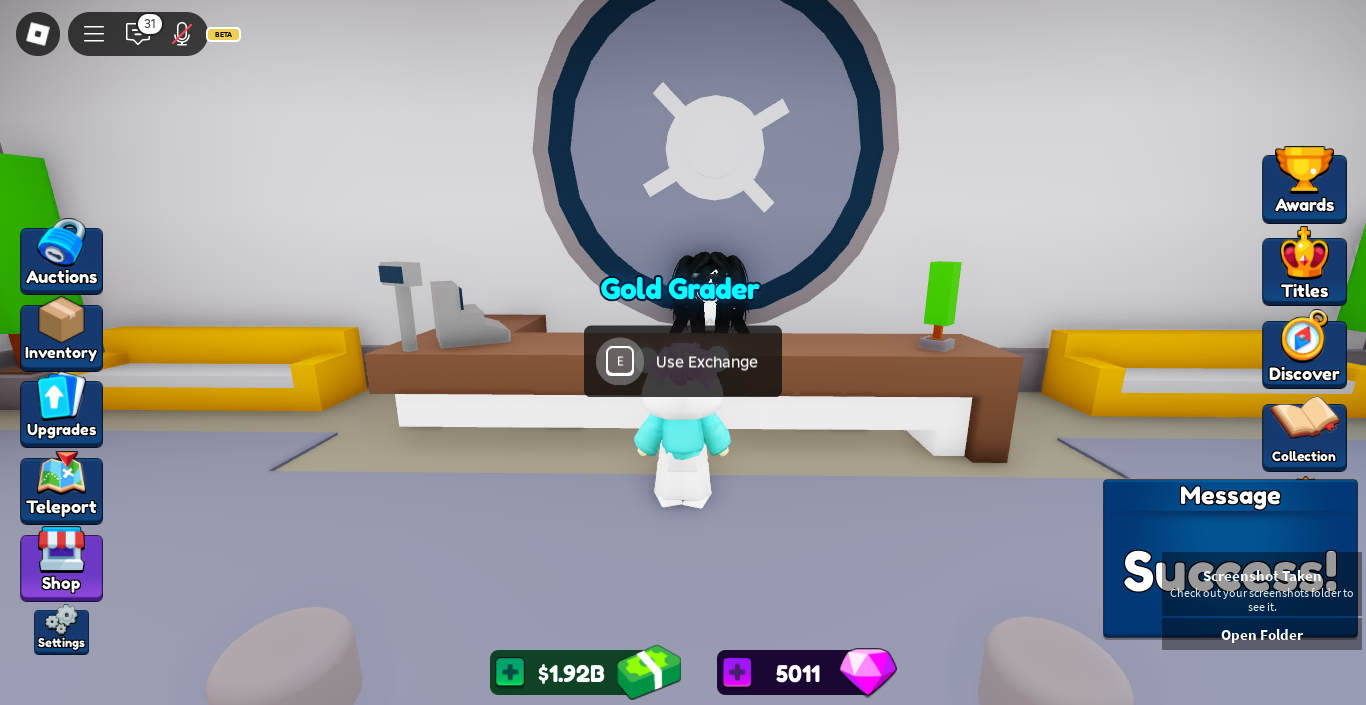 31
BETA
Auctions
Inventory
Upgrades
Teleport
Shop
Settings
Gold Grader
E
Use Exchange
Awards
Titles
Discover
Collection
Message
Success!
Screenshot Taken
Check out your screenshots folder to
see it.
Open Folder
$1.92B
5011